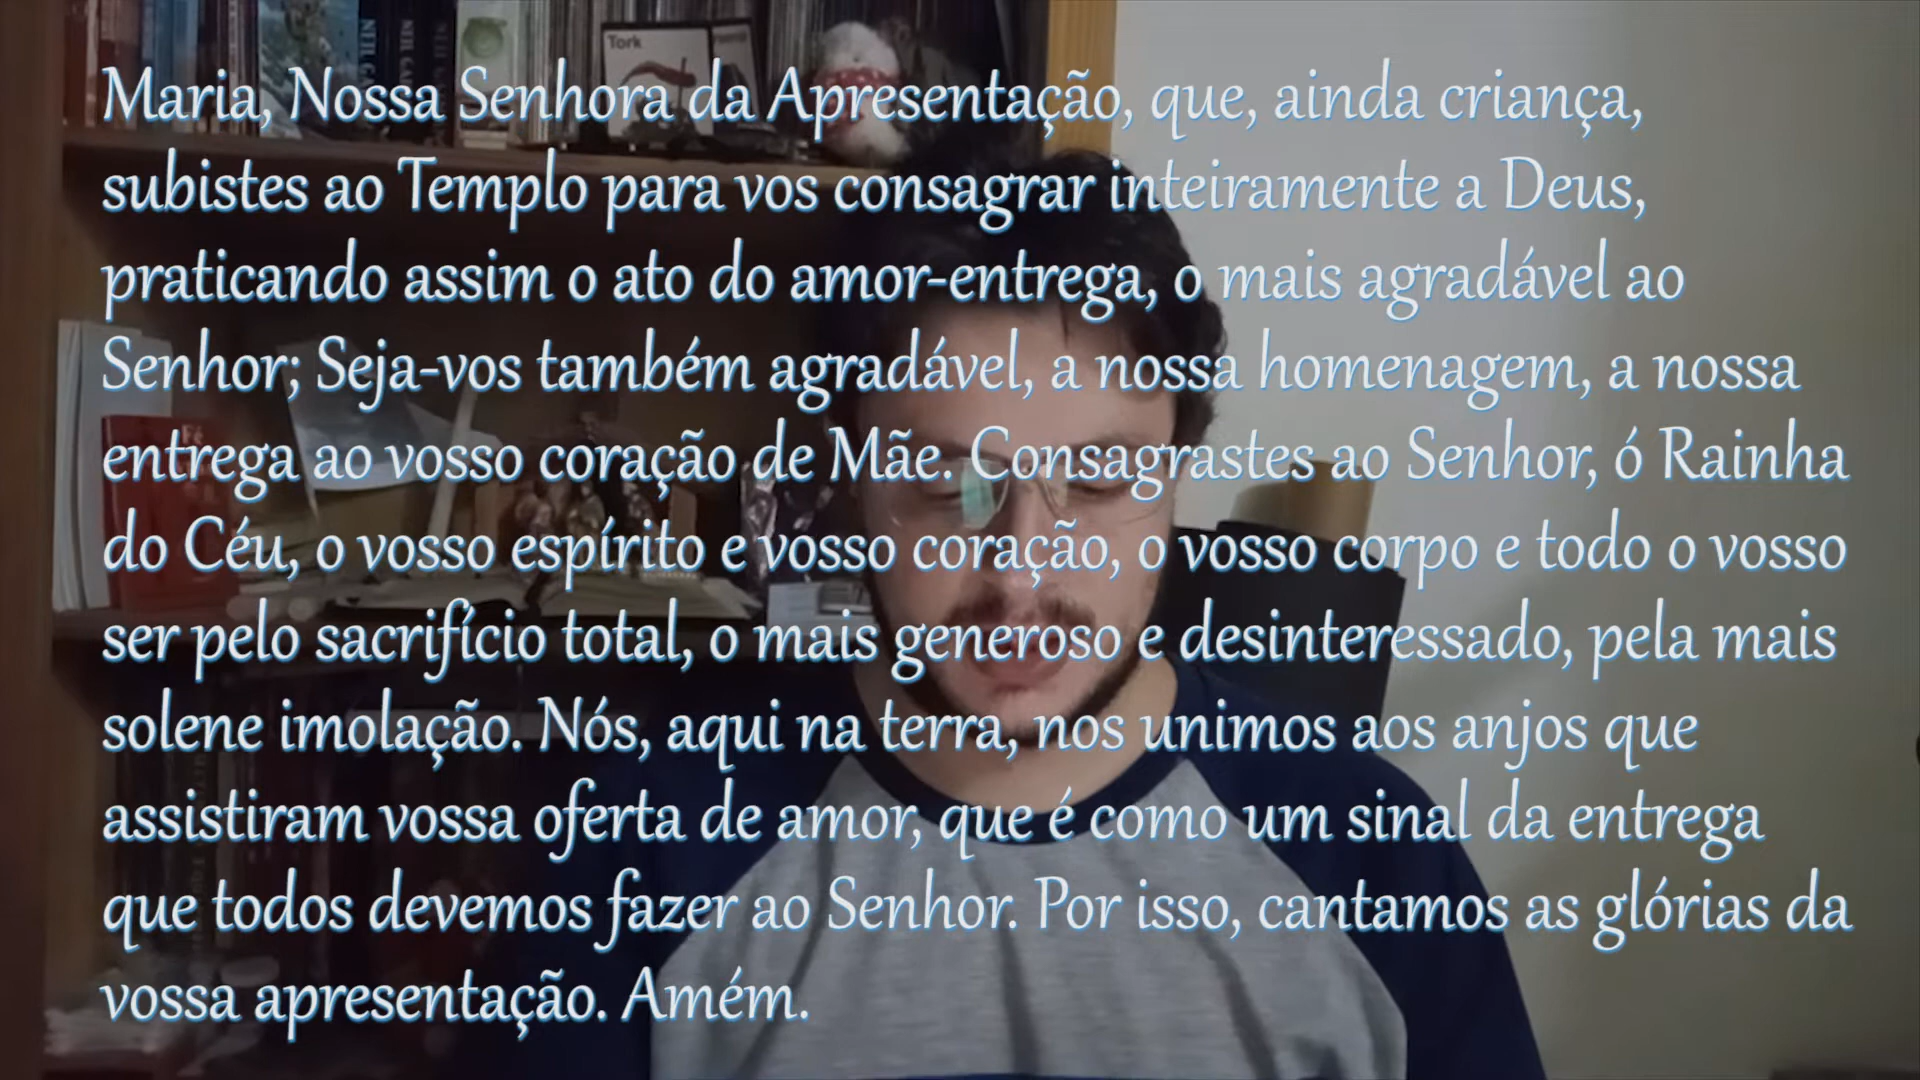 Tork
NEIL
Maria, Nossa Senhora da Apresentação, que, ainda criança,
subistes ao Templo para vos consagrar inteiramente a Deus,
praticando assim o ato do amor-entrega, o mais agradável ao
Senhor; Seja-vos também agradável, a nossa homenagem, a nossa
entrega ao vosso coração de Mãe. Consagrastes ao Senhor, ó Rainha
do Céu, o vosso espírito e vosso coração, o vosso corpo e todo o vosso
ser pelo sacrifício total, o mais generoso e desinteressado, pela mais
solene imolação. Nós, aqui na terra, nos unimos aos anjos que
assistiram vossa oferta de amor, que é como um sinal da entrega
que todos devemos fazer ao Senhor. Por isso, cantamos as glórias da
vossa apresentação. Amém.